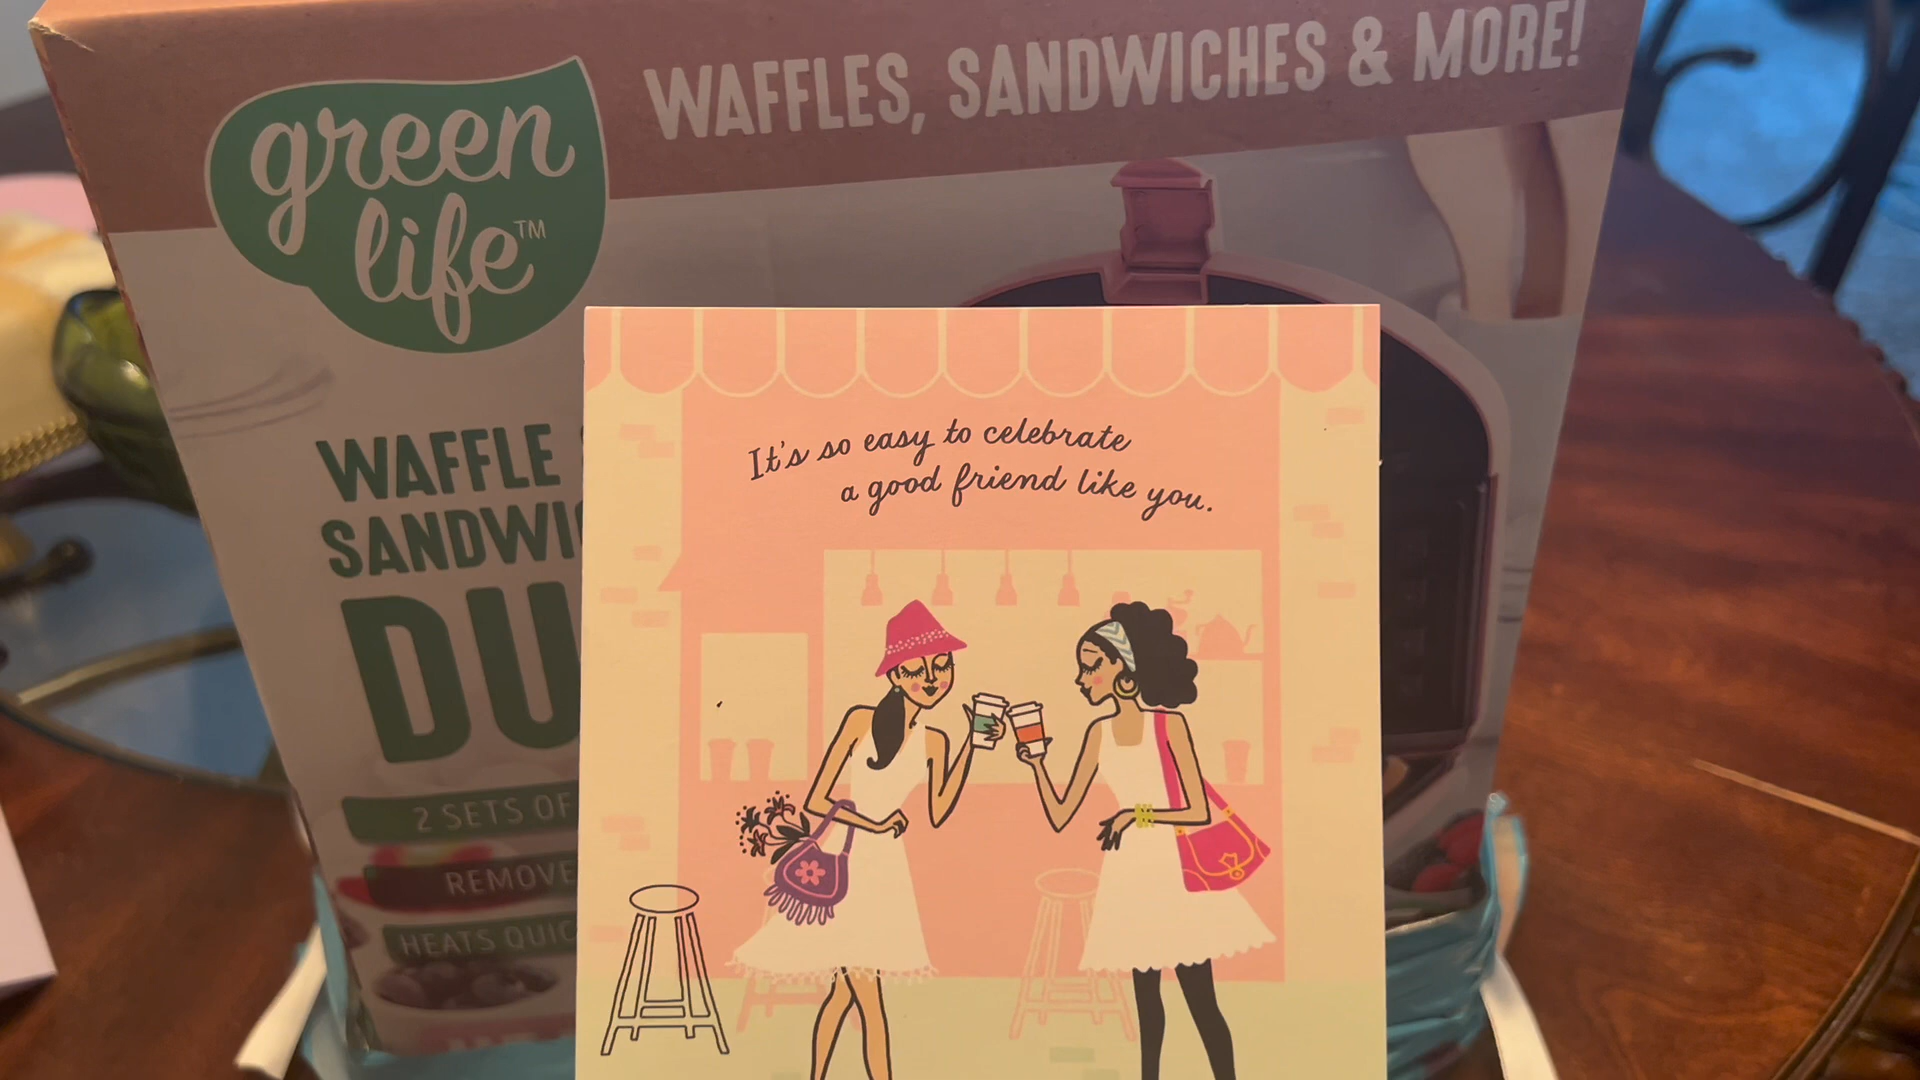 green
life™
WAFFLES, SANDWICHES & MORE!
WAFFLE
SANDWI
DU
2 SETS OF
REMOVE
HEATS QUIC
It's so easy to celebrate
a good friend like you.